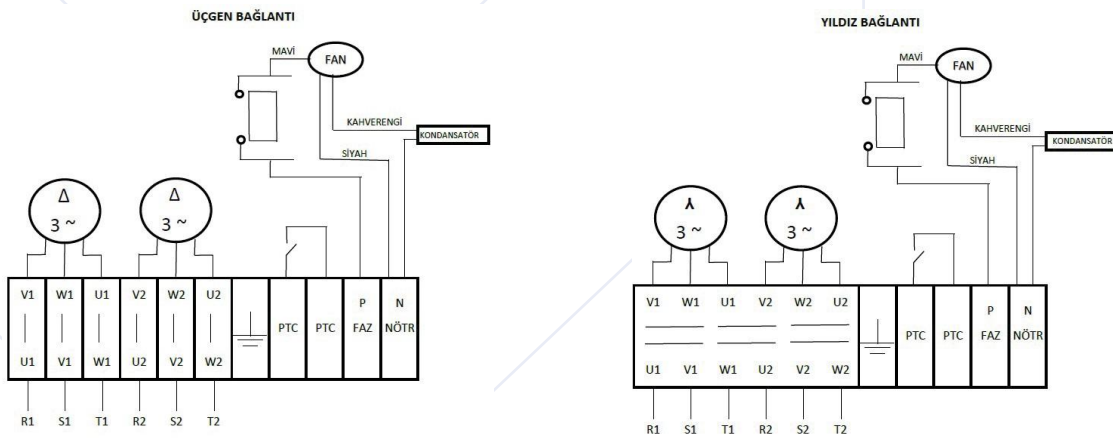 ÜÇGEN BAĞLANTI
MAVİ
FAN
KAHVERENGİ
KONDANSATÖR
SİYAH
Δ
3 ~
Δ
3 ~
V1 W1 U1 V2 W2 U2
PTC PTC
P
FAZ
N
NÖTR
U1 V1 W1 U2 V2 W2
R1 S1 T1 R2 S2 T2
YILDIZ BAĞLANTI
MAVİ
FAN
KAHVERENGİ
KONDANSATÖR
SİYAH
⅄
3 ~
⅄
3 ~
V1 W1 U1 V2 W2 U2
PTC PTC
P
FAZ
N
NÖTR
U1 V1 W1 U2 V2 W2
R1 S1 T1 R2 S2 T2